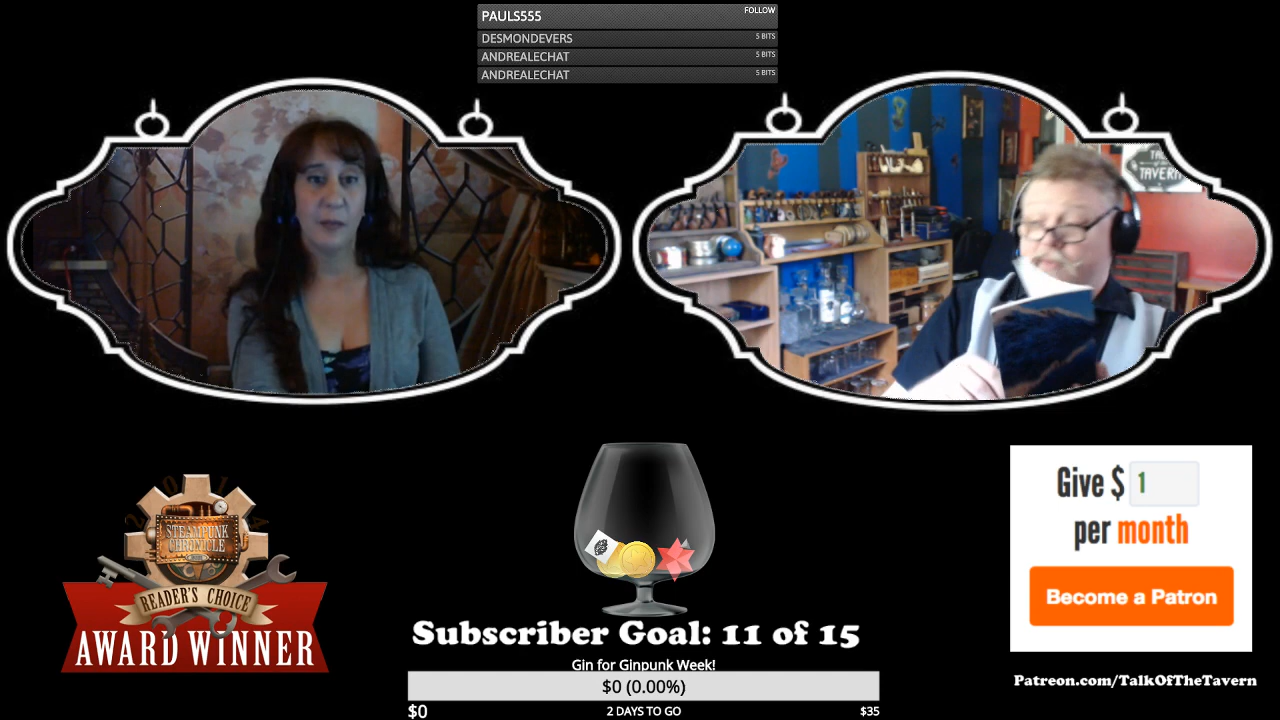 PAULS555 FOLLOW
DESMONDEVERS 5 BITS
ANDREALECHAT 5 BITS
ANDREALECHAT 5 BITS
TAVERN
STEAMPUNK
CHRONICLE
READER'S CHOICE
AWARD WINNER
Give $ 1
per month
Become a Patron
Patreon.com/TalkOfTheTavern
Subscriber Goal: 11 of 15
Gin for Ginpunk Week!
$0 (0.00%)
$0 2 DAYS TO GO $35